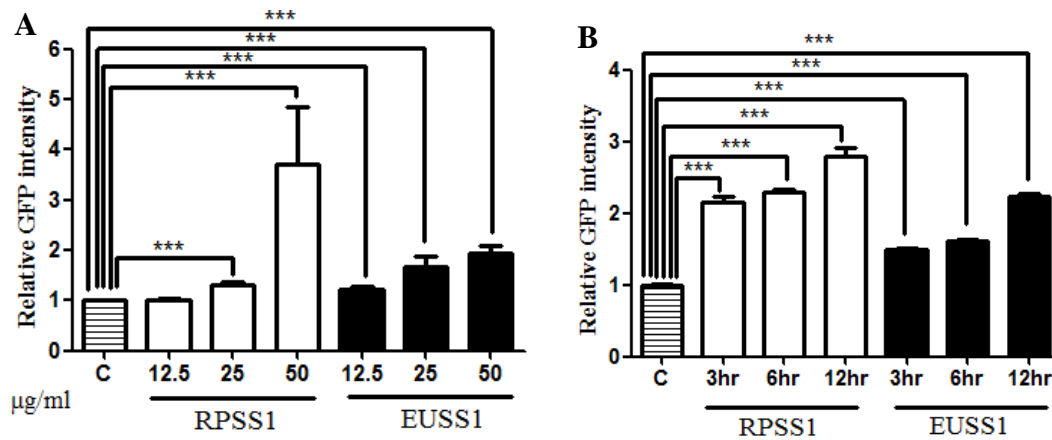 A
Relative GFP intensity
6
5
4
3
2
1
0
***
***
***
***
***
C 12.5 25 50 12.5 25 50
μg/ml
RPSS1 EUSS1
B
Relative GFP intensity
4
3
2
1
0
***
***
***
***
***
***
C 3hr 6hr 12hr 3hr 6hr 12hr
RPSS1 EUSS1